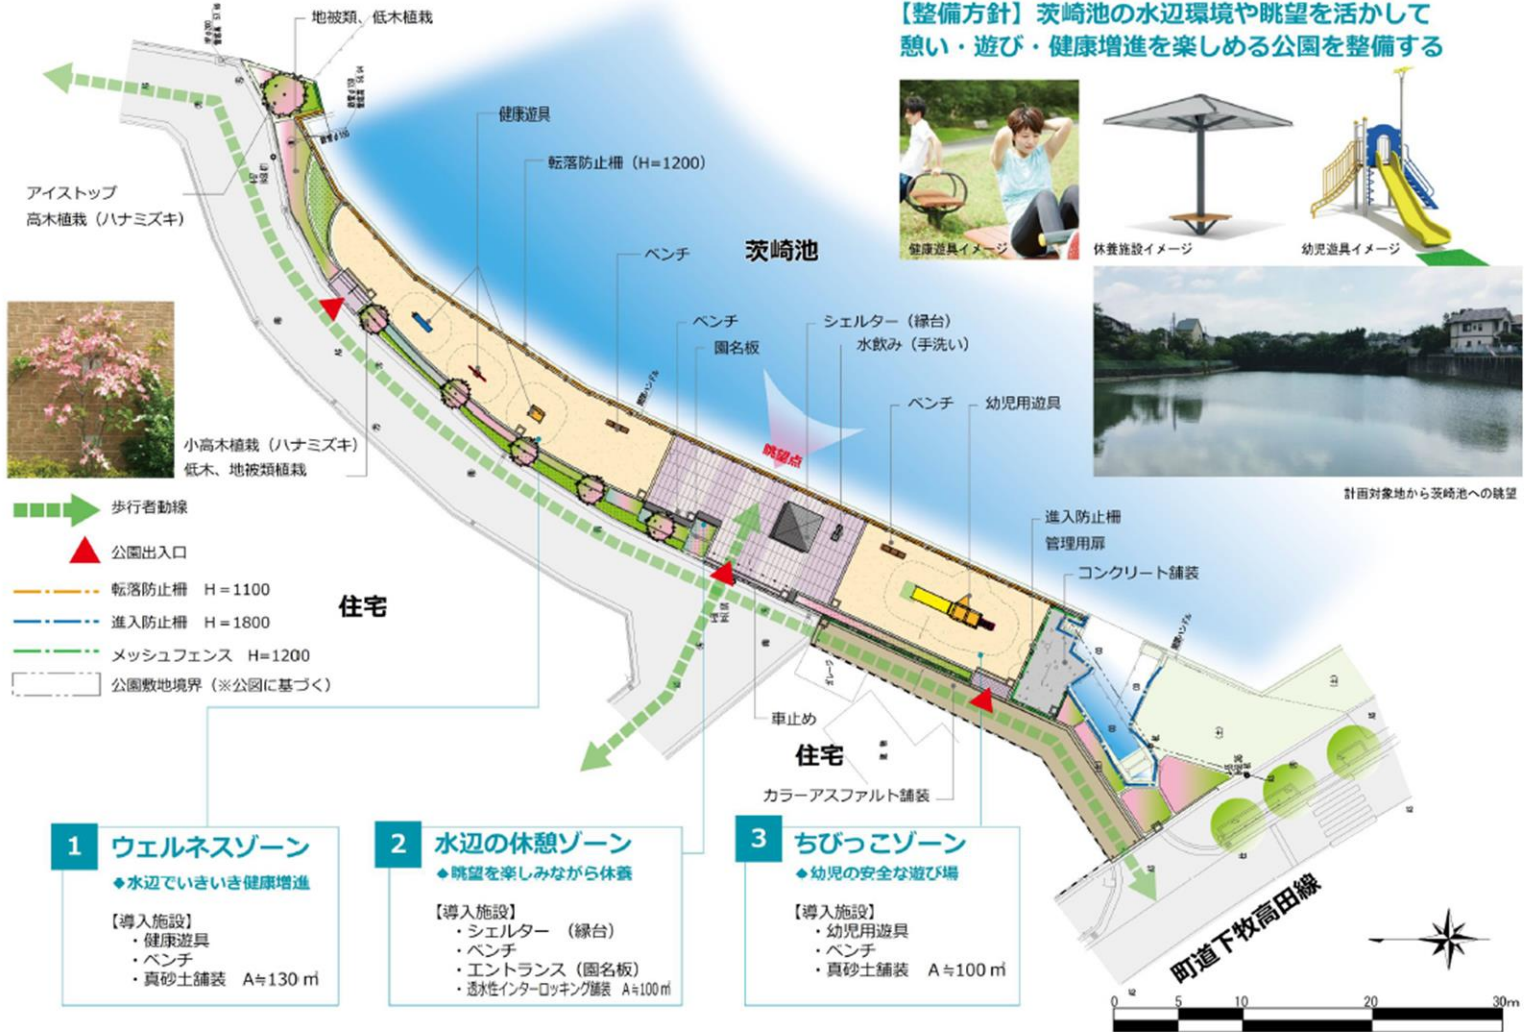 【整備方針】茨崎池の水辺環境や眺望を活かして
憩い・遊び・健康増進を楽しめる公園を整備する
健康遊具イメージ
休養施設イメージ
幼児遊具イメージ
計画対象地から茨崎池への眺望
地被類、低木植栽
健康遊具
転落防止柵（H=1200）
アイストップ
高木植栽（ハナミズキ）
ベンチ
茨崎池
ベンチ
園名板
シェルター（縁台）
水飲み（手洗い）
ベンチ
幼児用遊具
眺望点
小高木植栽（ハナミズキ）
低木、地被類植栽
進入防止柵
管理用扉
コンクリート舗装
歩行者動線
公園出入口
転落防止柵　H＝1100
進入防止柵　H＝1800
メッシュフェンス　H=1200
公園敷地境界（※公図に基づく）
住宅
車止め
住宅
カラーアスファルト舗装
町道下牧高田線
1 ウェルネスゾーン
◆水辺でいきいき健康増進
【導入施設】
・健康遊具
・ベンチ
・真砂土舗装　A≒130㎡
2 水辺の休憩ゾーン
◆眺望を楽しみながら休養
【導入施設】
・シェルター　（縁台）
・ベンチ
・エントランス（園名板）
・透水性インターロッキング舗装　A≒100㎡
3 ちびっこゾーン
◆幼児の安全な遊び場
【導入施設】
・幼児用遊具
・ベンチ
・真砂土舗装　A≒100㎡
0 5 10 20 30m